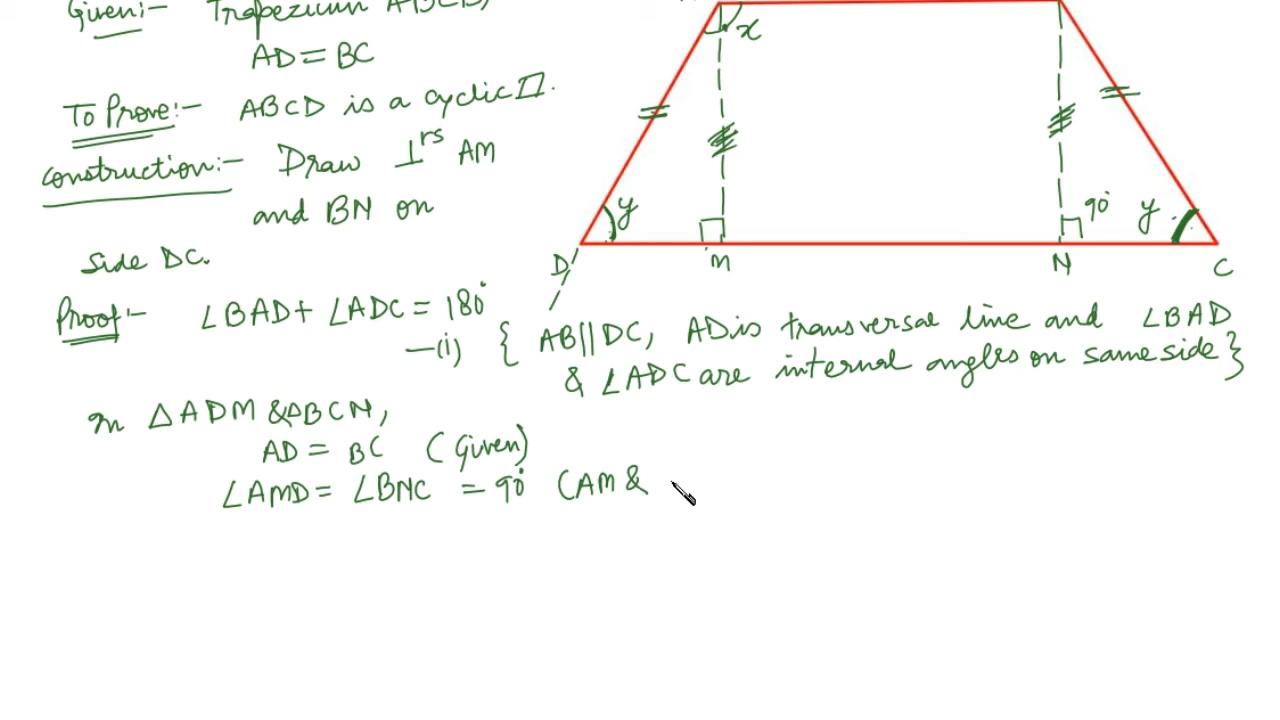 Given:- Trapezium ABCD,
AD = BC
To Prove:- ABCD is a cyclic ▱.
construction:- Draw ⊥rs AM
and BN on
Side DC.
Proof:- ∠BAD + ∠ADC = 180°
—(i) { AB||DC, AD is transversal line and ∠BAD
& ∠ADC are internal angles on same side }
In △ADM & △BCN,
AD = BC (Given)
∠AMD = ∠BNC = 90° (AM &
x
y
90°
y
D
M
N
C